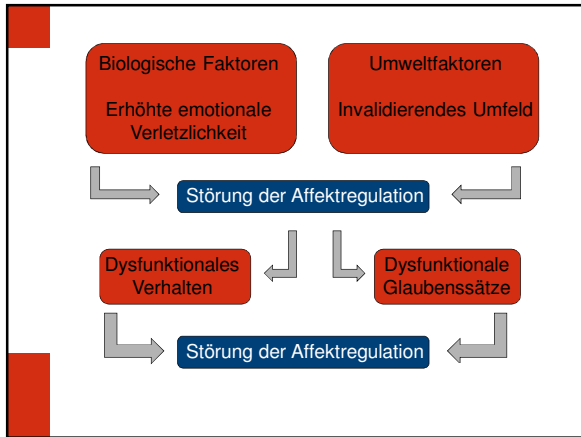 Biologische Faktoren
Erhöhte emotionale
Verletzlichkeit
Umweltfaktoren
Invalidierendes Umfeld
Störung der Affektregulation
Dysfunktionales
Verhalten
Dysfunktionale
Glaubenssätze
Störung der Affektregulation